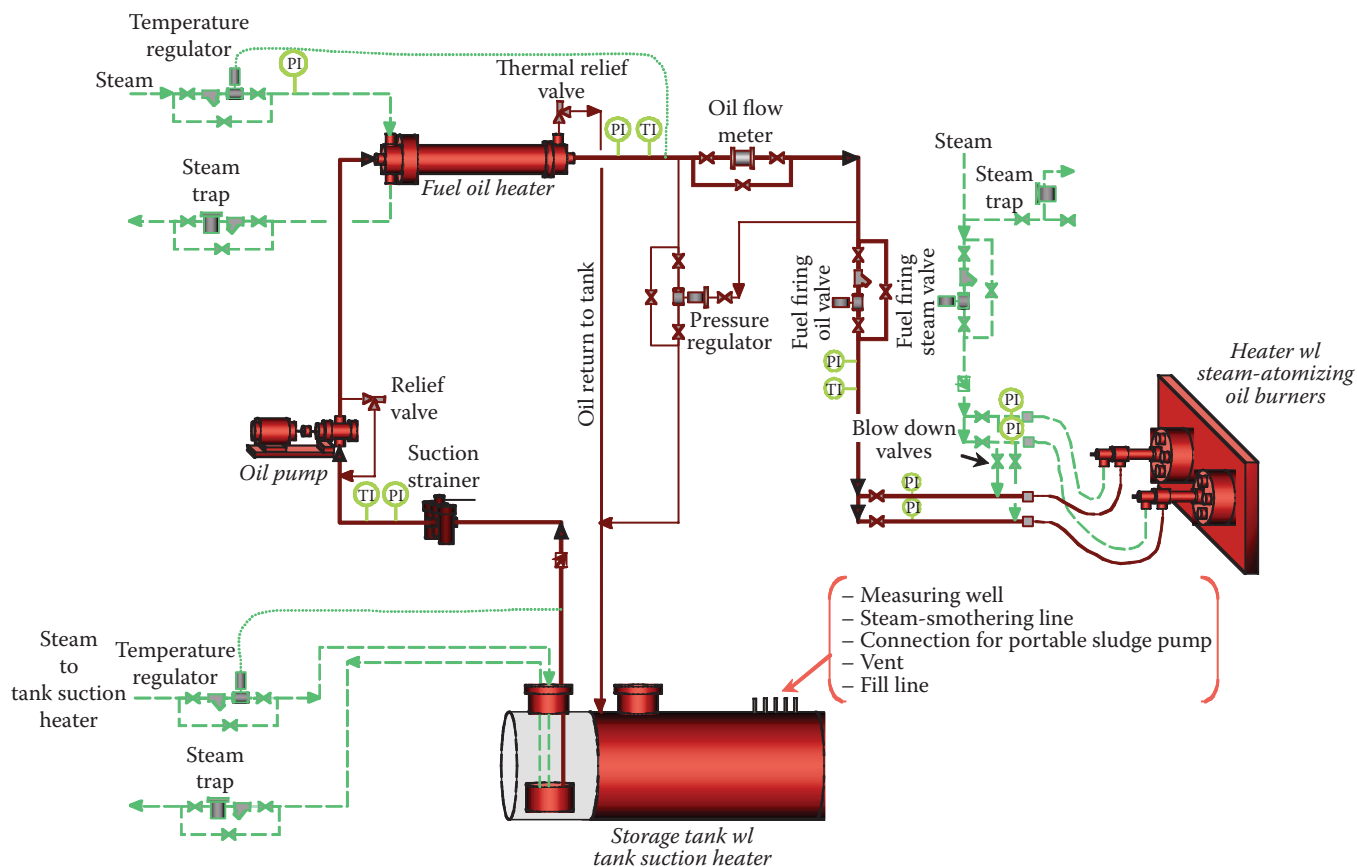 Temperature
regulator
Steam
PI
Thermal relief
valve
PI
TI
Oil flow
meter
Steam
trap
Fuel oil heater
Steam
Steam
trap
Oil return to tank
Pressure
regulator
Fuel firing
oil valve
Fuel firing
steam valve
PI
TI
Heater wl
steam-atomizing
oil burners
Relief
valve
Oil pump
Suction
strainer
TI
PI
PI
PI
Blow down
valves
PI
PI
– Measuring well
– Steam-smothering line
– Connection for portable sludge pump
– Vent
– Fill line
Steam
to
tank suction
heater
Temperature
regulator
Steam
trap
Storage tank wl
tank suction heater